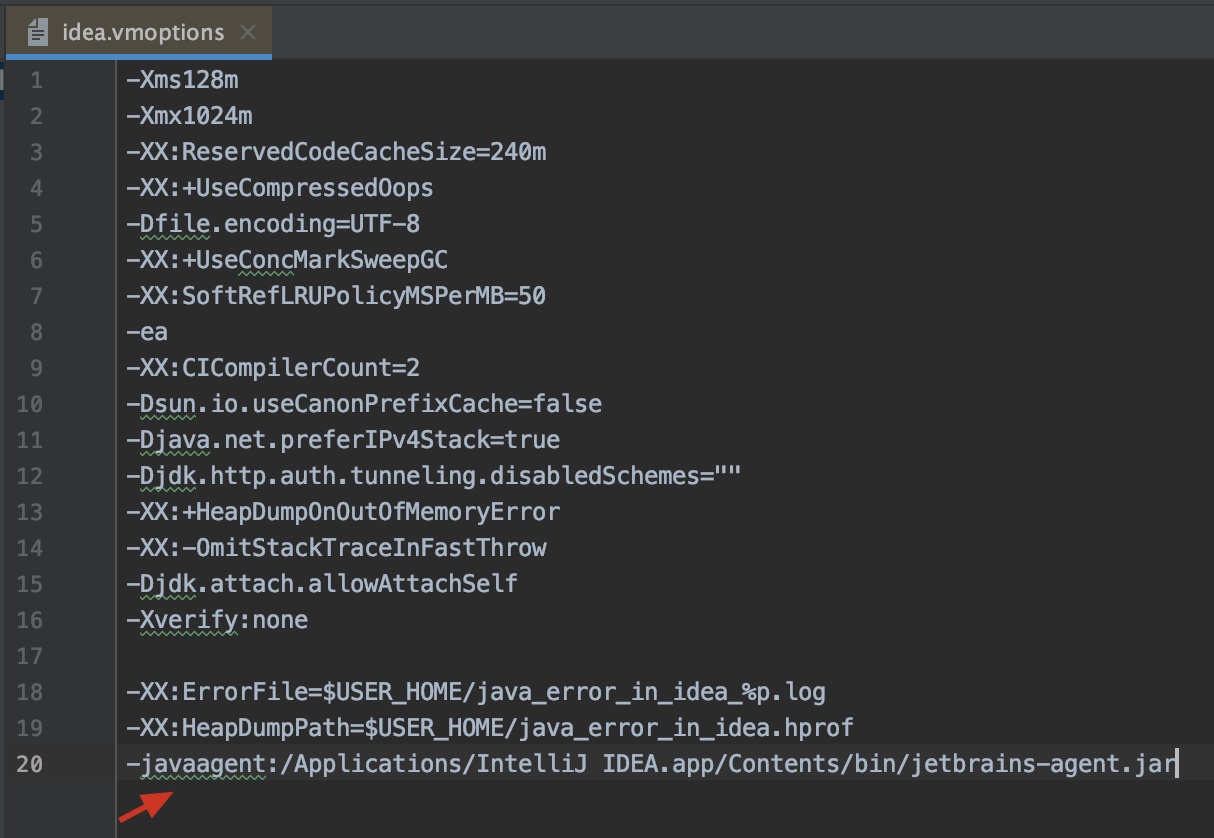 idea.vmoptions
1 -Xms128m
2 -Xmx1024m
3 -XX:ReservedCodeCacheSize=240m
4 -XX:+UseCompressedOops
5 -Dfile.encoding=UTF-8
6 -XX:+UseConcMarkSweepGC
7 -XX:SoftRefLRUPolicyMSPerMB=50
8 -ea
9 -XX:CICompilerCount=2
10 -Dsun.io.useCanonPrefixCache=false
11 -Djava.net.preferIPv4Stack=true
12 -Djdk.http.auth.tunneling.disabledSchemes=""
13 -XX:+HeapDumpOnOutOfMemoryError
14 -XX:-OmitStackTraceInFastThrow
15 -Djdk.attach.allowAttachSelf
16 -Xverify:none
17
18 -XX:ErrorFile=$USER_HOME/java_error_in_idea_%p.log
19 -XX:HeapDumpPath=$USER_HOME/java_error_in_idea.hprof
20 -javaagent:/Applications/IntelliJ IDEA.app/Contents/bin/jetbrains-agent.jar